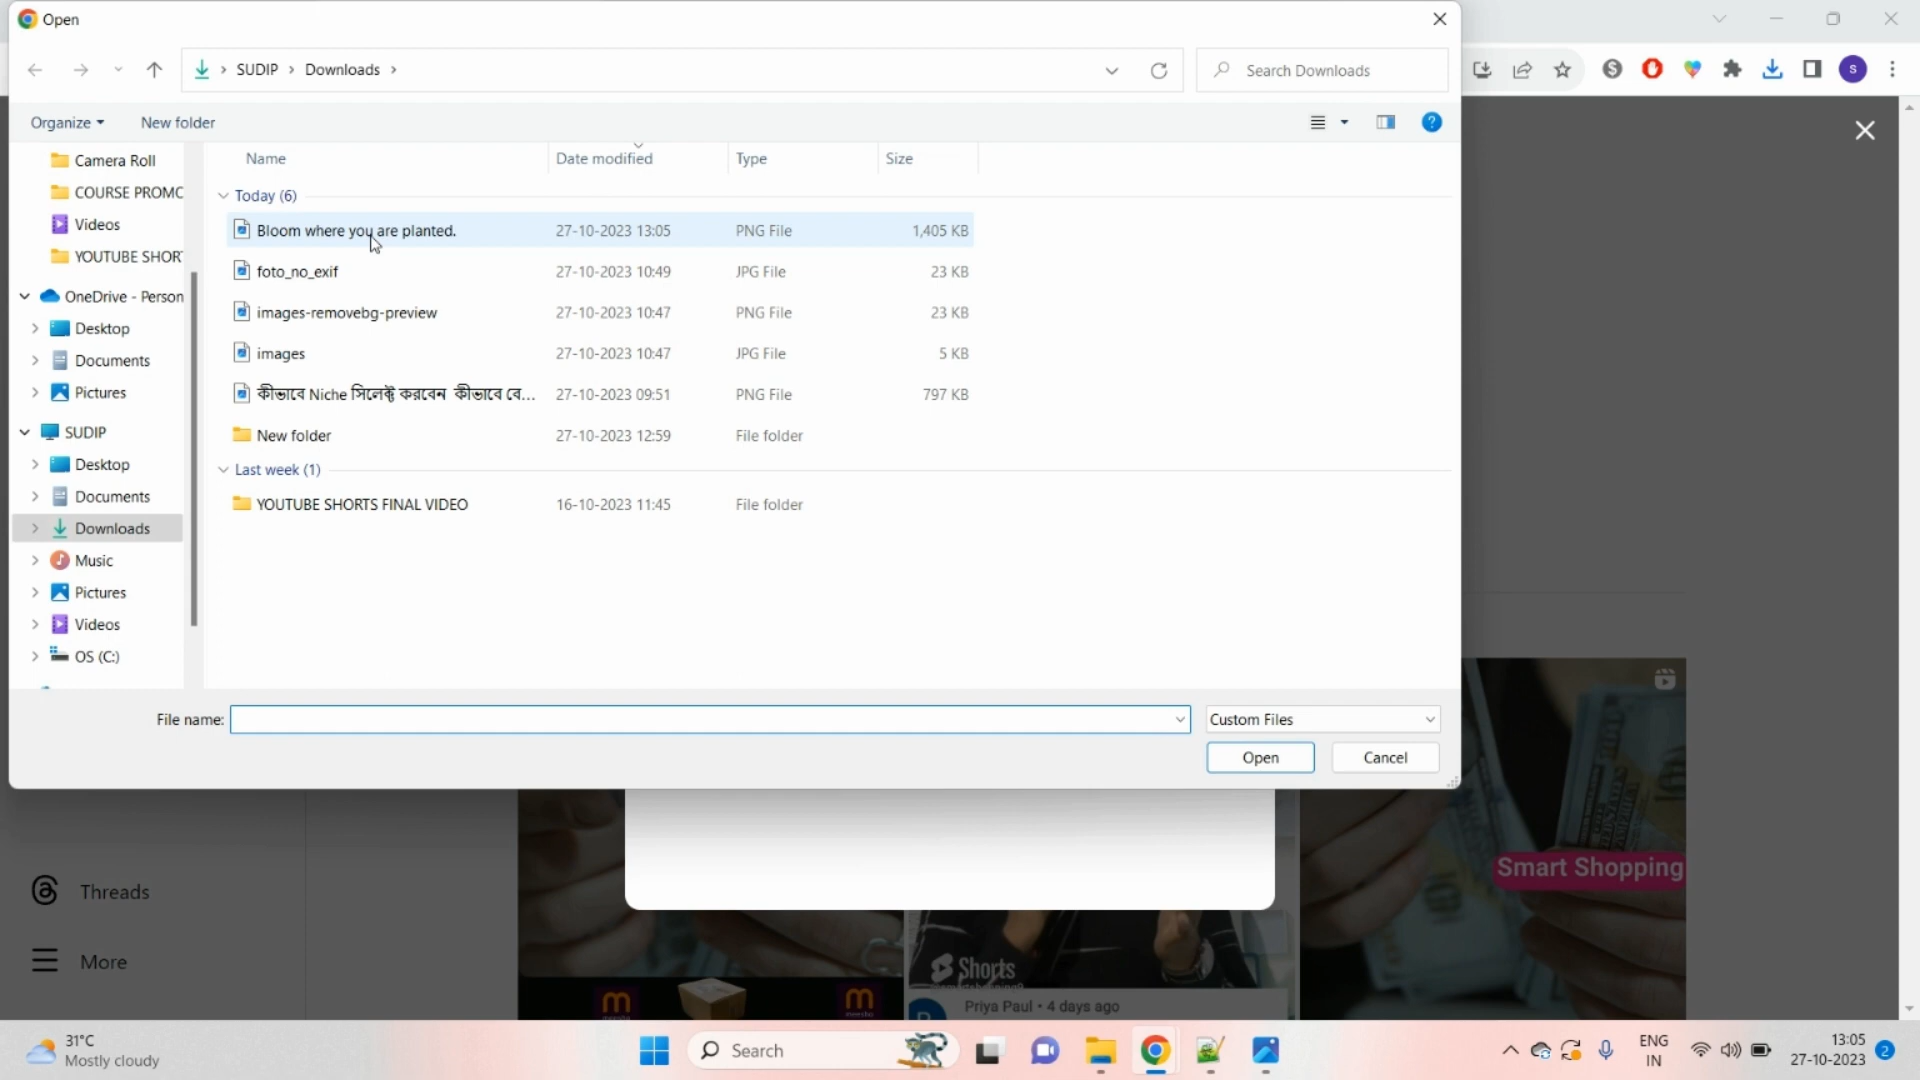 Open
SUDIP > Downloads >
Search Downloads
Organize
New folder
Name
Date modified
Type
Size
Camera Roll
COURSE PROMC
Videos
YOUTUBE SHOR
OneDrive - Person
Desktop
Documents
Pictures
SUDIP
Desktop
Documents
Downloads
Music
Pictures
Videos
OS (C:)
Today (6)
Bloom where you are planted. 27-10-2023 13:05 PNG File 1,405 KB
foto_no_exif 27-10-2023 10:49 JPG File 23 KB
images-removebg-preview 27-10-2023 10:47 PNG File 23 KB
images 27-10-2023 10:47 JPG File 5 KB
কীভাবে Niche সিলেক্ট করবেন কীভাবে বে... 27-10-2023 09:51 PNG File 797 KB
New folder 27-10-2023 12:59 File folder
Last week (1)
YOUTUBE SHORTS FINAL VIDEO 16-10-2023 11:45 File folder
File name:
Custom Files
Open
Cancel
S
Smart Shopping
Threads
More
Shorts
Priya Paul • 4 days ago
meesho
meesho
31°C
Mostly cloudy
Search
ENG
IN
13:05
27-10-2023
2